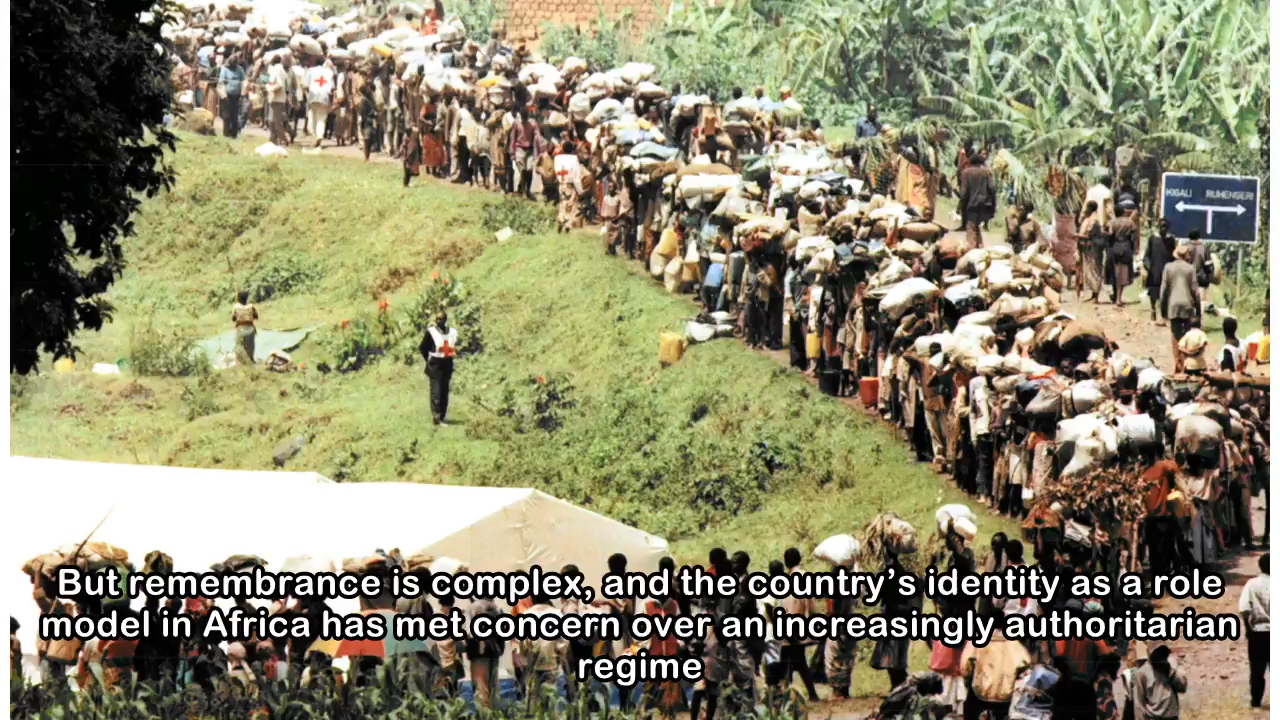 KIGALI RUHENGERI
But remembrance is complex, and the country's identity as a role
model in Africa has met concern over an increasingly authoritarian
regime